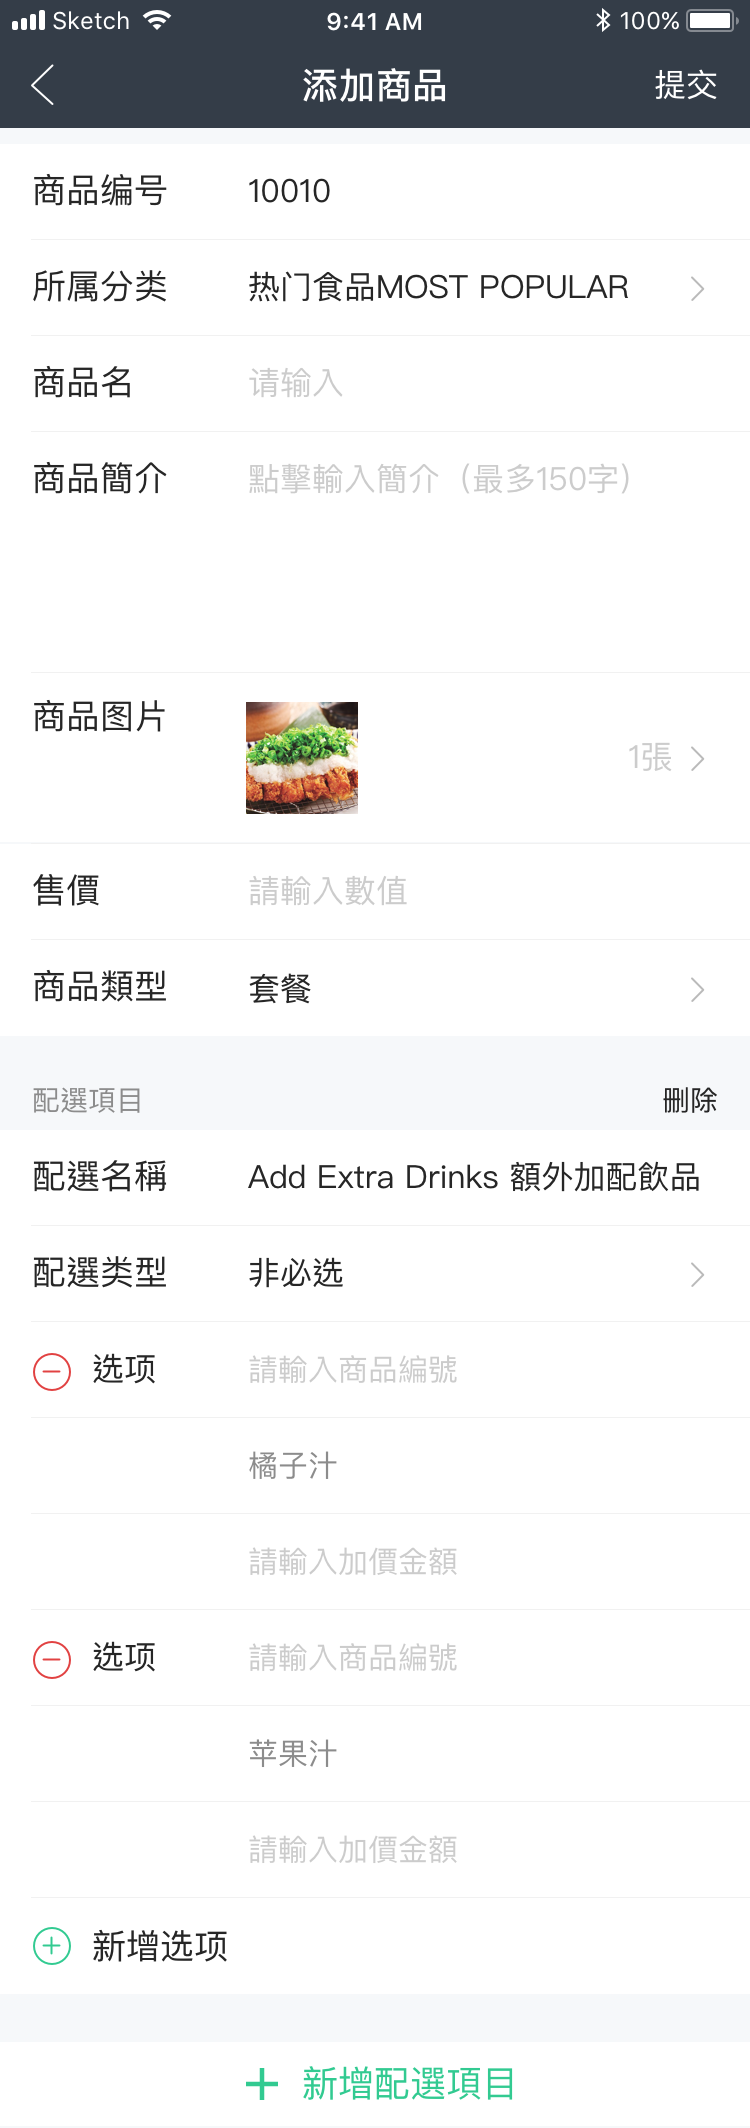 Sketch 9:41 AM 100%
添加商品 提交
商品编号 10010
所属分类 热门食品MOST POPULAR
商品名 请输入
商品簡介 點擊輸入簡介（最多150字）
商品图片 1張
售價 請輸入數值
商品類型 套餐
配選項目 刪除
配選名稱 Add Extra Drinks 額外加配飲品
配選类型 非必选
选项 請輸入商品編號
橘子汁
請輸入加價金額
选项 請輸入商品編號
苹果汁
請輸入加價金額
新增选项
新增配選項目